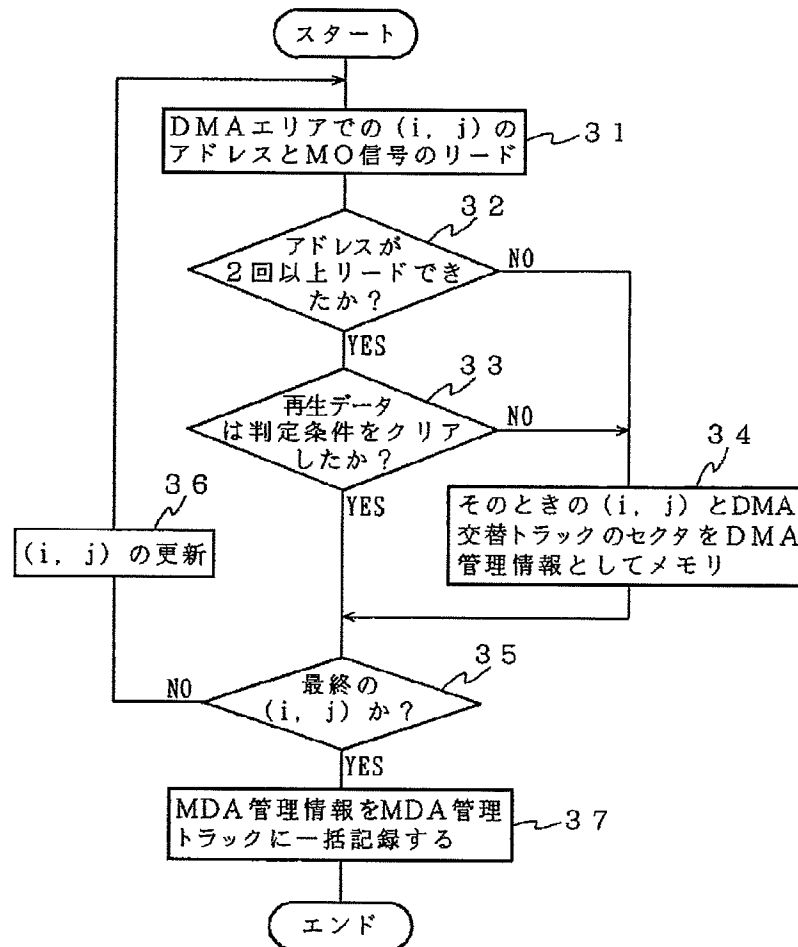 スタート
DMAエリアでの(i, j)の
アドレスとMO信号のリード
31
32
アドレスが
2回以上リードでき
たか?
NO
YES
33
再生データ
は判定条件をクリア
したか?
NO
YES
34
そのときの(i, j)とDMA
交替トラックのセクタをDMA
管理情報としてメモリ
36
(i, j)の更新
35
最終の
(i, j)か?
NO
YES
MDA管理情報をMDA管理
トラックに一括記録する
37
エンド